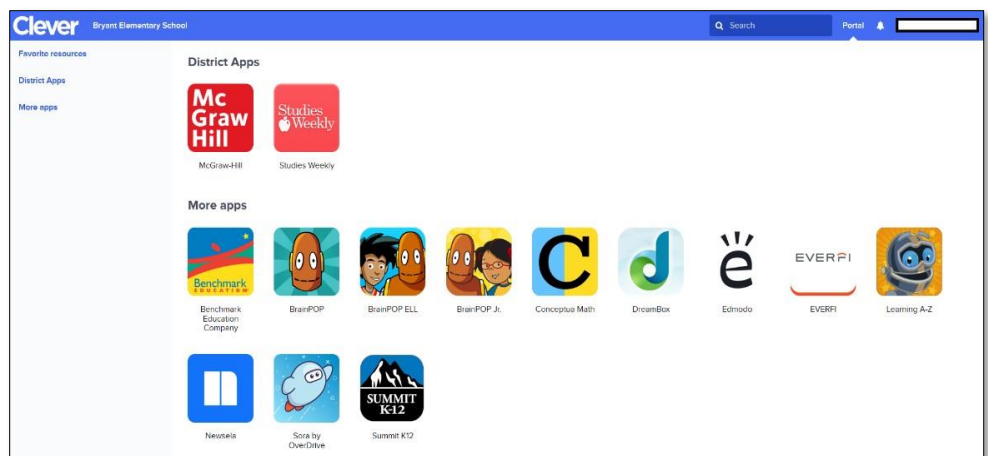 Clever Bryant Elementary School Search Portal
Favorite resources
District Apps
More apps
District Apps
Mc
Graw
Hill
Studies
Weekly
McGraw-Hill Studies Weekly
More apps
Benchmark
EDUCATION
C
d
ë
EVERFI
Benchmark
Education
Company
BrainPOP
BrainPOP ELL
BrainPOP Jr.
Conceptua Math
DreamBox
Edmodo
EVERFI
Learning A-Z
n
SUMMIT
K-12
Newsela
Sora by
OverDrive
Summit K12